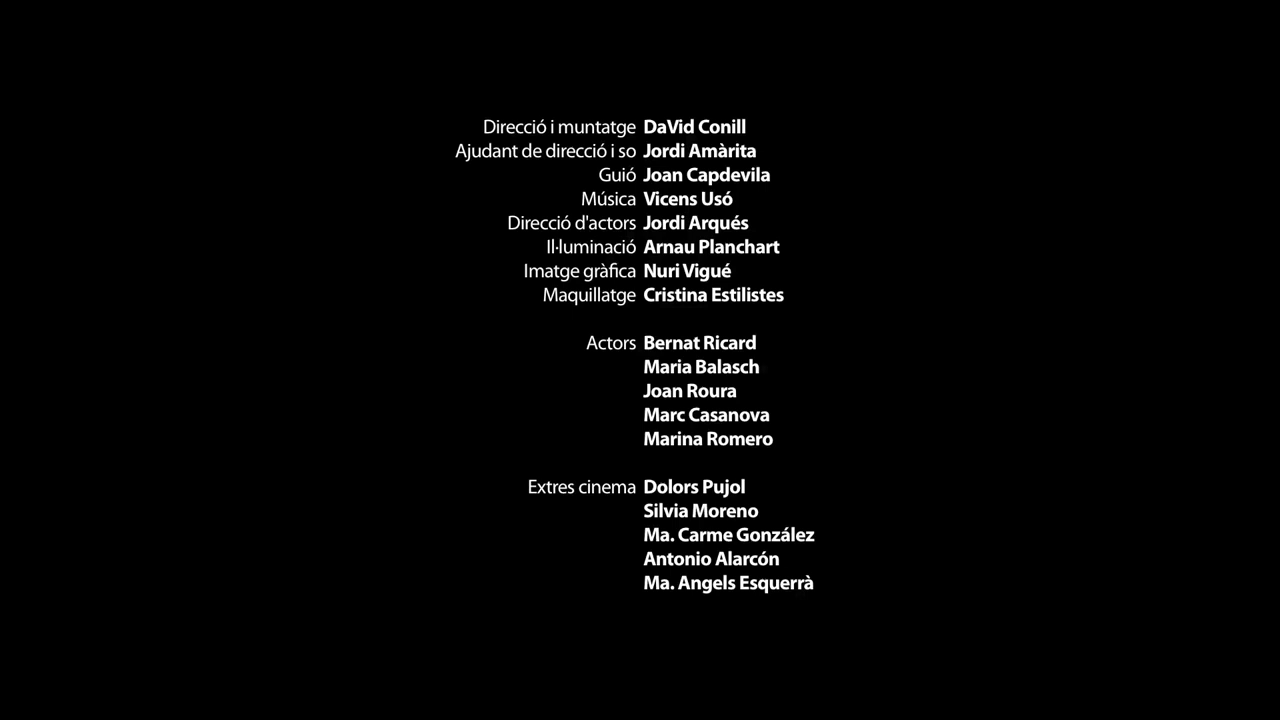 Direcció i muntatge DaVid Conill
Ajudant de direcció i so Jordi Amàrita
Guió Joan Capdevila
Música Vicens Usó
Direcció d'actors Jordi Arqués
Il·luminació Arnau Planchart
Imatge gràfica Nuri Vigué
Maquillatge Cristina Estilistes
Actors Bernat Ricard
Maria Balasch
Joan Roura
Marc Casanova
Marina Romero
Extres cinema Dolors Pujol
Silvia Moreno
Ma. Carme González
Antonio Alarcón
Ma. Angels Esquerrà